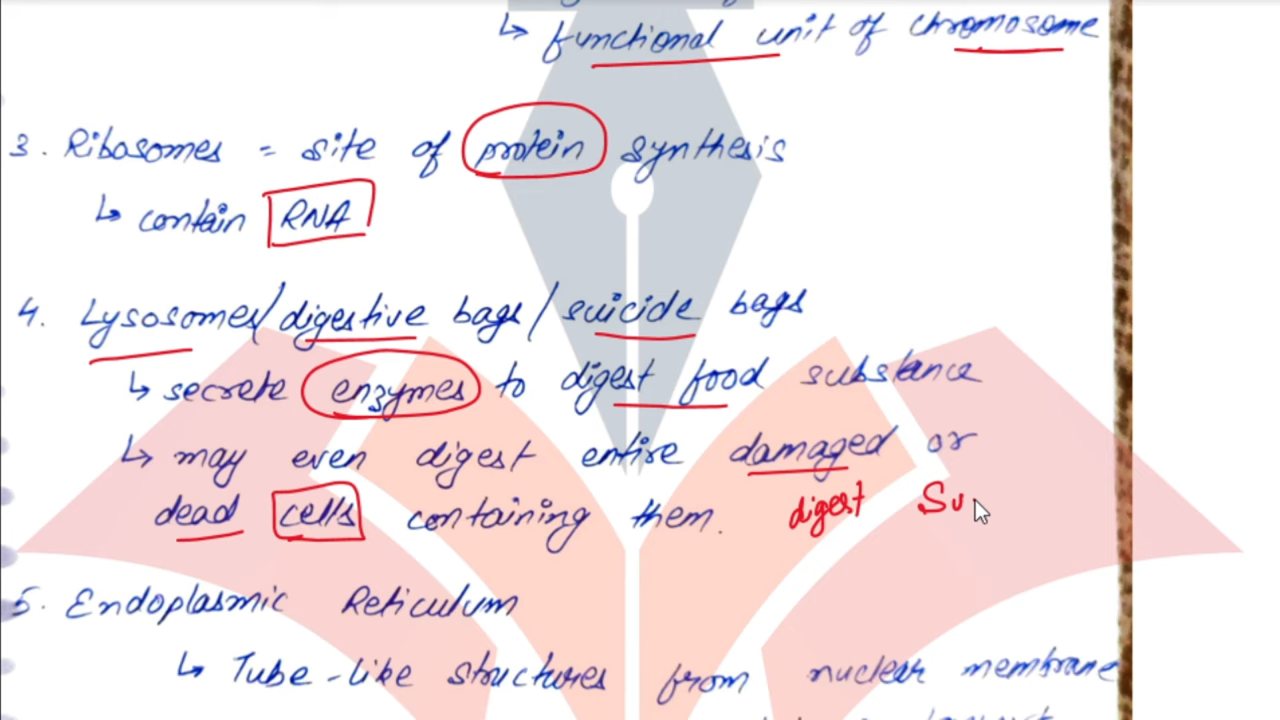 ↳ functional unit of chromosome
3. Ribosomes = site of protein synthesis
↳ contain RNA
4. Lysosomes/digestive bags/suicide bags
↳ secrete enzymes to digest food substance
↳ may even digest entire damaged or
dead cells containing them. digest Su
5. Endoplasmic Reticulum
↳ Tube-like structures from nuclear membrane